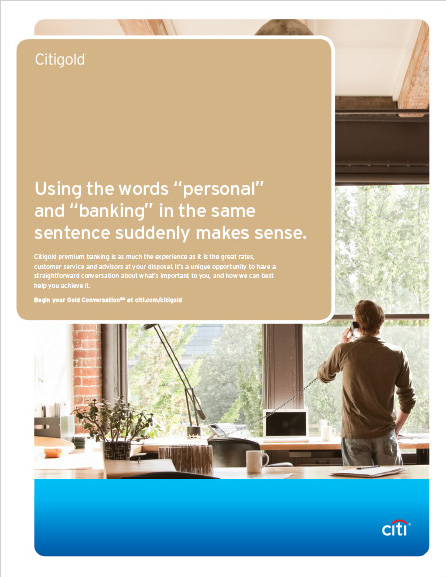 Citigold
Using the words “personal”
and “banking” in the same
sentence suddenly makes sense.
Citigold premium banking is as much the experience as it is the great rates,
customer service and advisors at your disposal. It’s a unique opportunity to have a
straightforward conversation about what’s important to you, and how we can best
help you achieve it.
Begin your Gold Conversation℠ at citi.com/citigold
citi